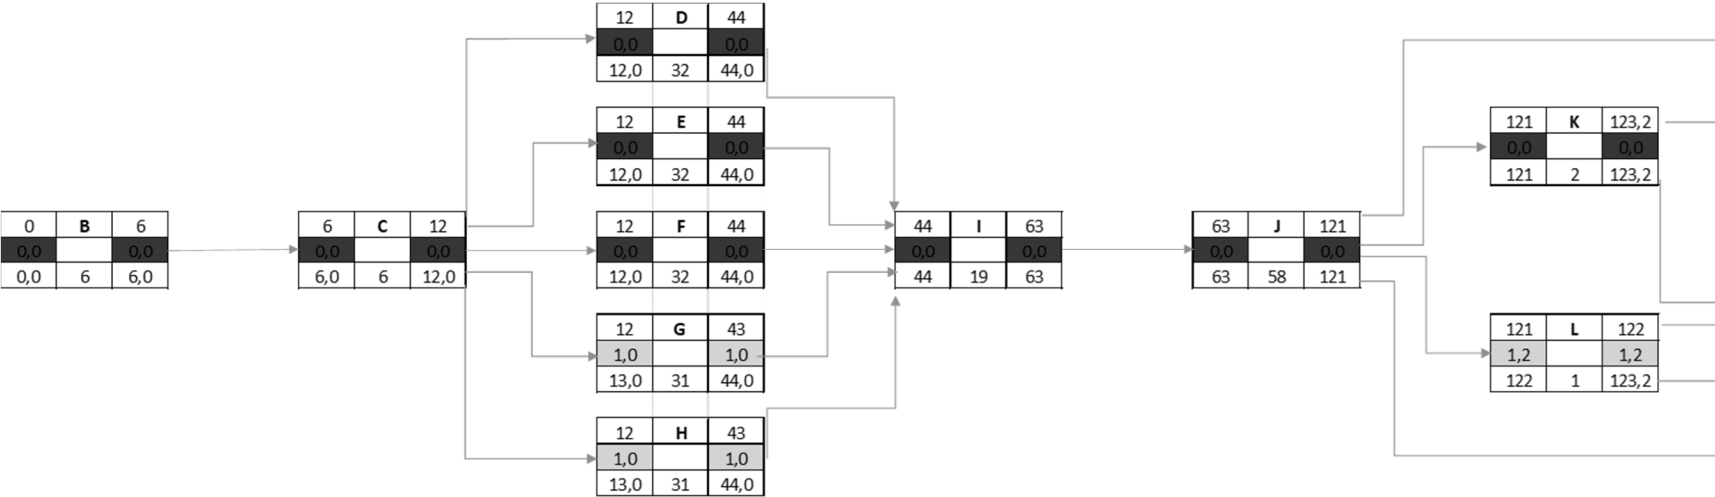 12 D 44
0,0 0,0
12,0 32 44,0
12 E 44
0,0 0,0
12,0 32 44,0
0 B 6
0,0 0,0
0,0 6 6,0
6 C 12
0,0 0,0
6,0 6 12,0
12 F 44
0,0 0,0
12,0 32 44,0
12 G 43
1,0 1,0
13,0 31 44,0
12 H 43
1,0 1,0
13,0 31 44,0
44 I 63
0,0 0,0
44 19 63
63 J 121
0,0 0,0
63 58 121
121 K 123,2
0,0 0,0
121 2 123,2
121 L 122
1,2 1,2
122 1 123,2